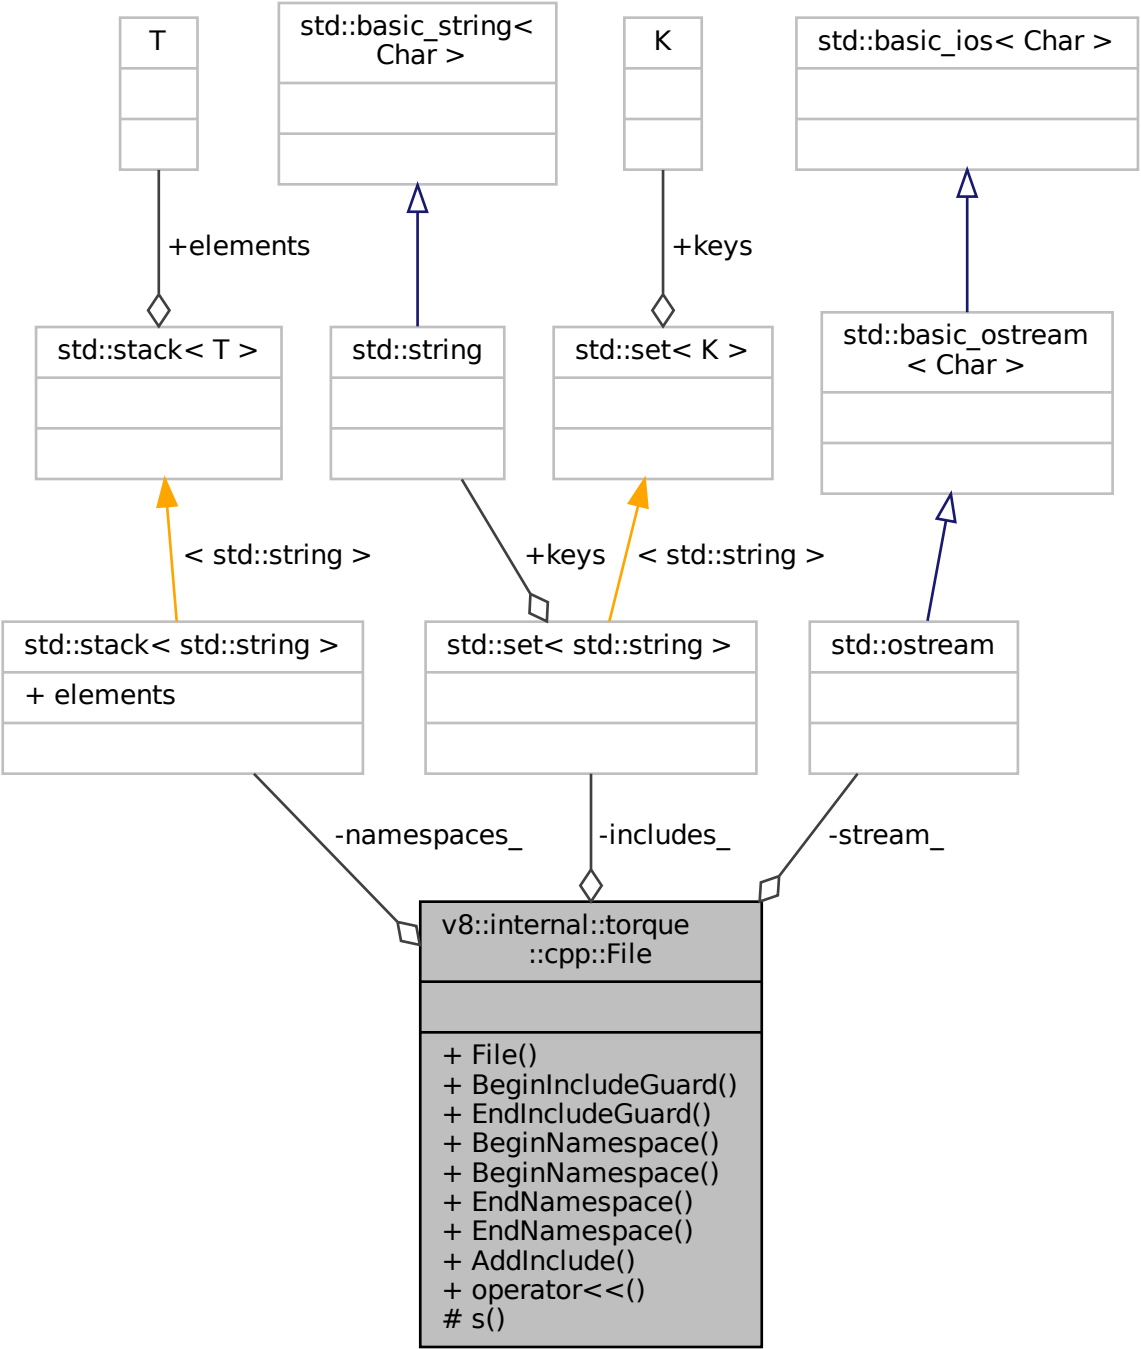 T
std::basic_string<
Char >
K
std::basic_ios< Char >
+elements
+keys
std::stack< T >
std::string
std::set< K >
std::basic_ostream
< Char >
< std::string >
+keys
< std::string >
std::stack< std::string >
+ elements
std::set< std::string >
std::ostream
-namespaces_
-includes_
-stream_
v8::internal::torque
::cpp::File
+ File()
+ BeginIncludeGuard()
+ EndIncludeGuard()
+ BeginNamespace()
+ BeginNamespace()
+ EndNamespace()
+ EndNamespace()
+ AddInclude()
+ operator<<()
# s()